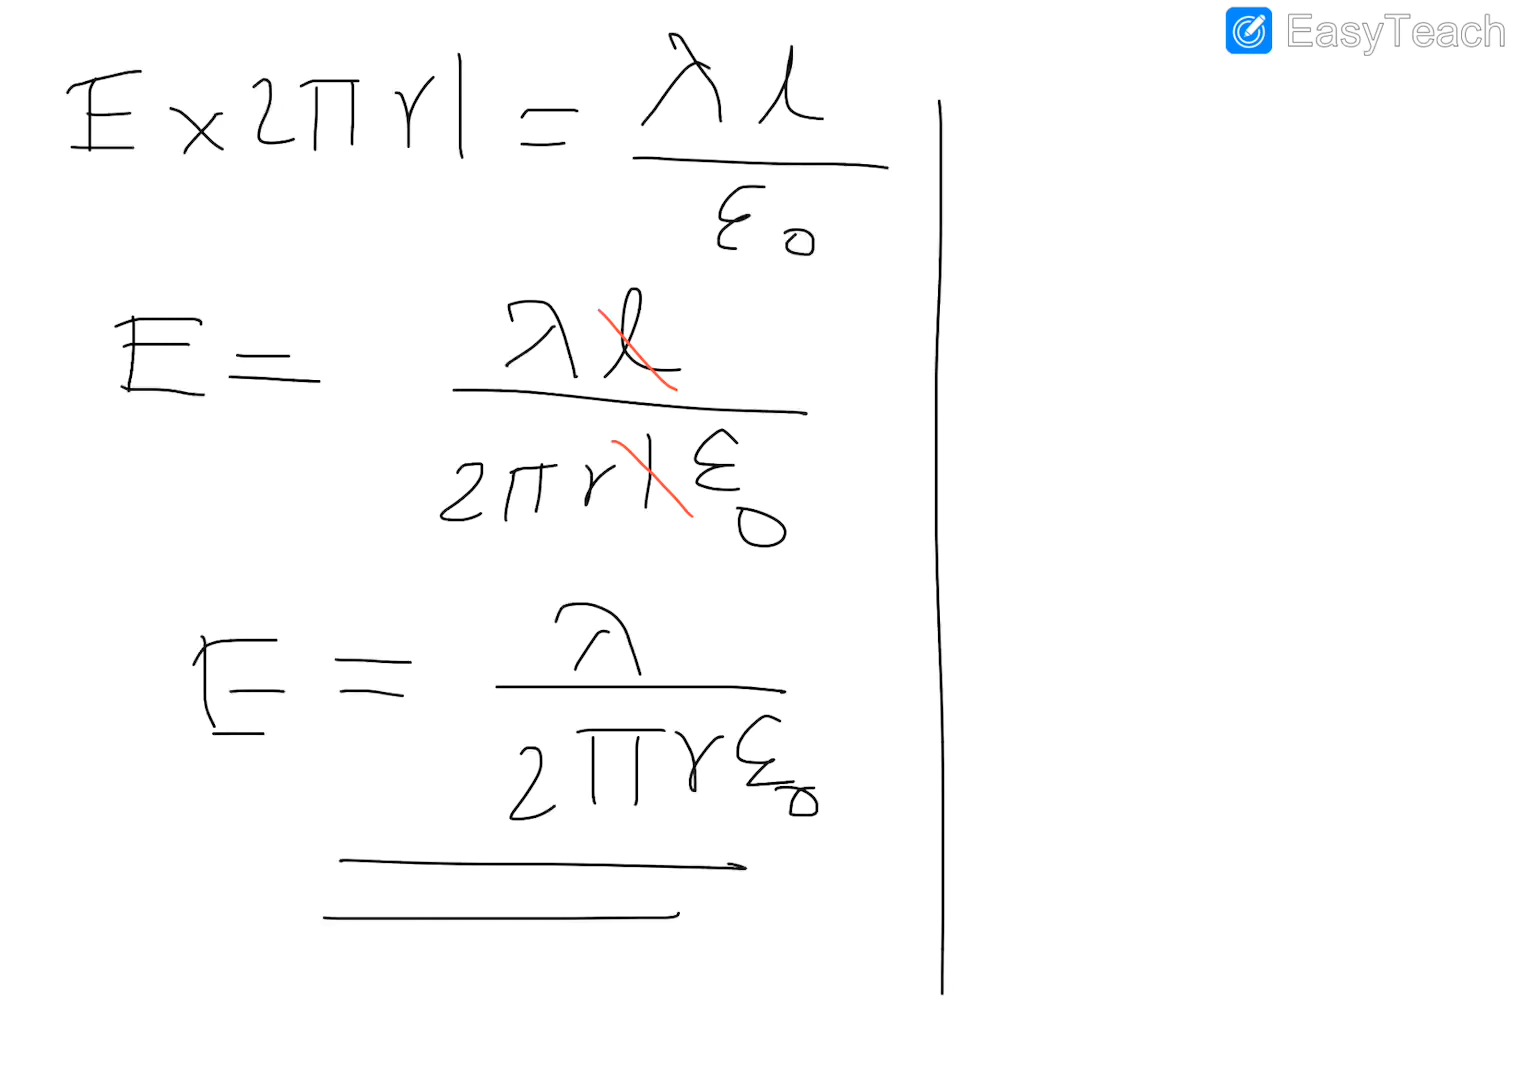 EasyTeach
E × 2πrl = λl / ε₀
E = λl / 2πrlε₀
E = λ / 2πrε₀